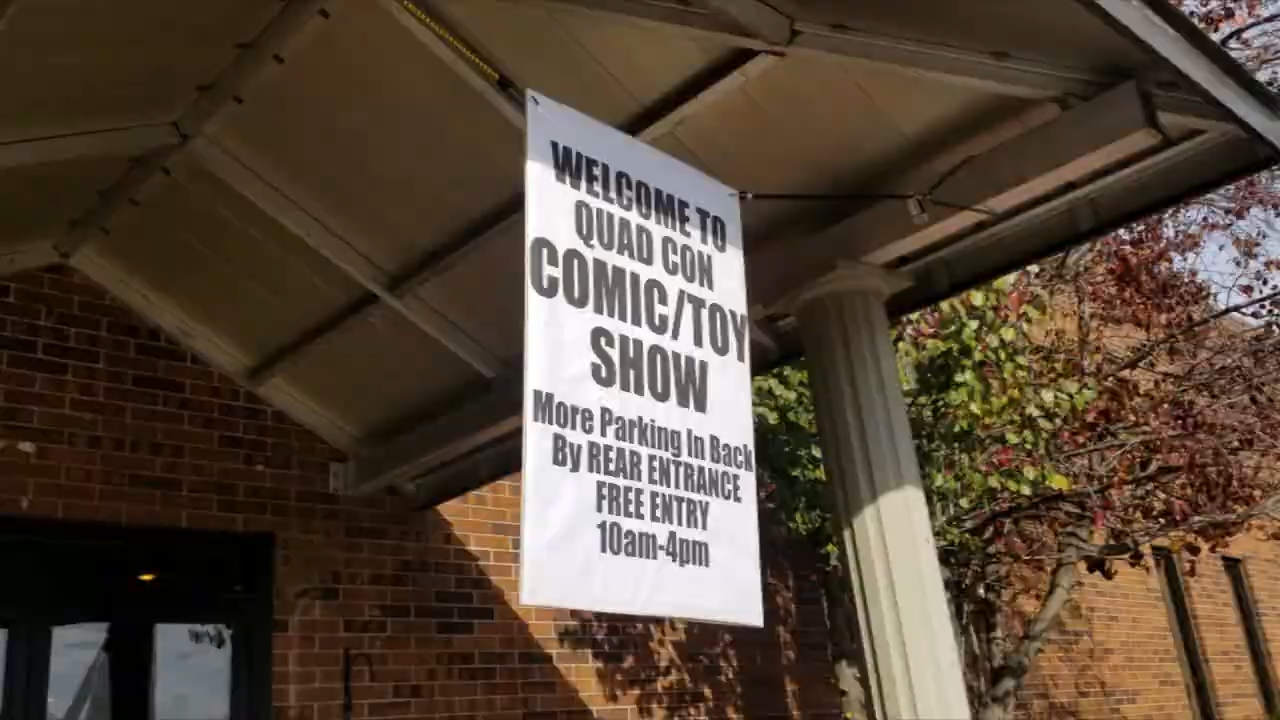 WELCOME TO
QUAD CON
COMIC/TOY
SHOW
More Parking In Back
By REAR ENTRANCE
FREE ENTRY
10am-4pm